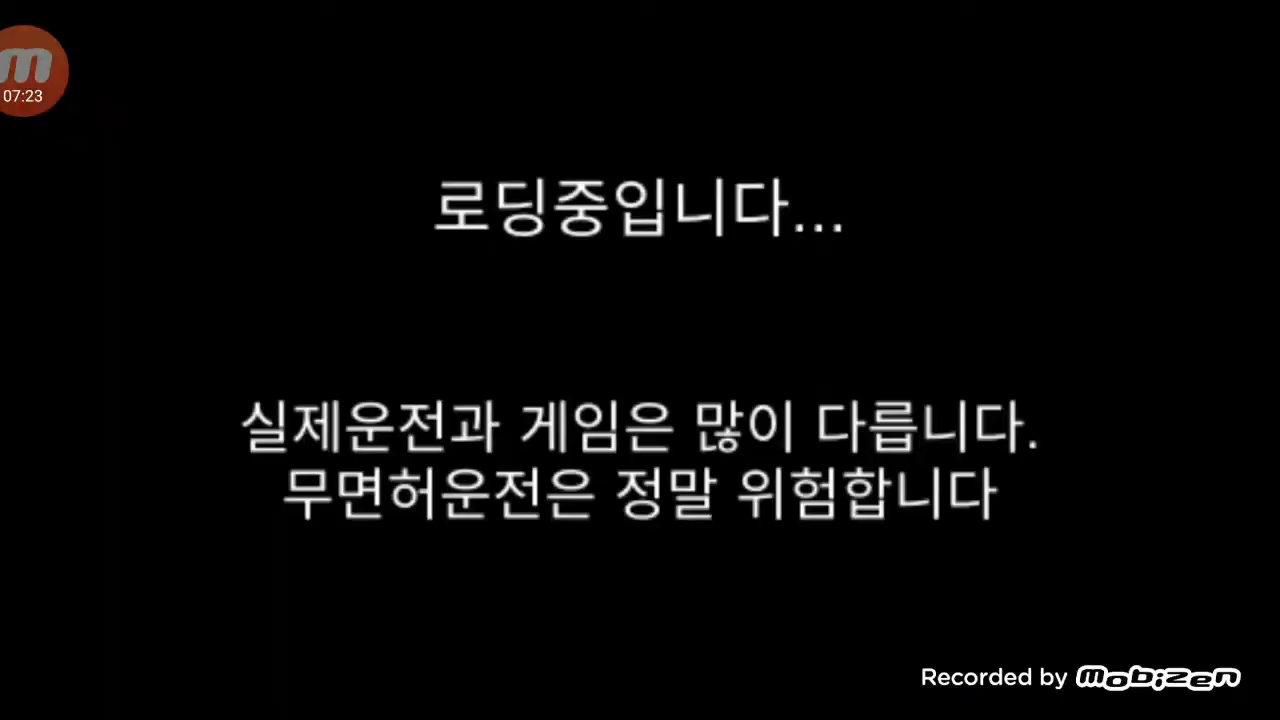 m
07:23
로딩중입니다...
실제운전과 게임은 많이 다릅니다.
무면허운전은 정말 위험합니다
Recorded by mobizen